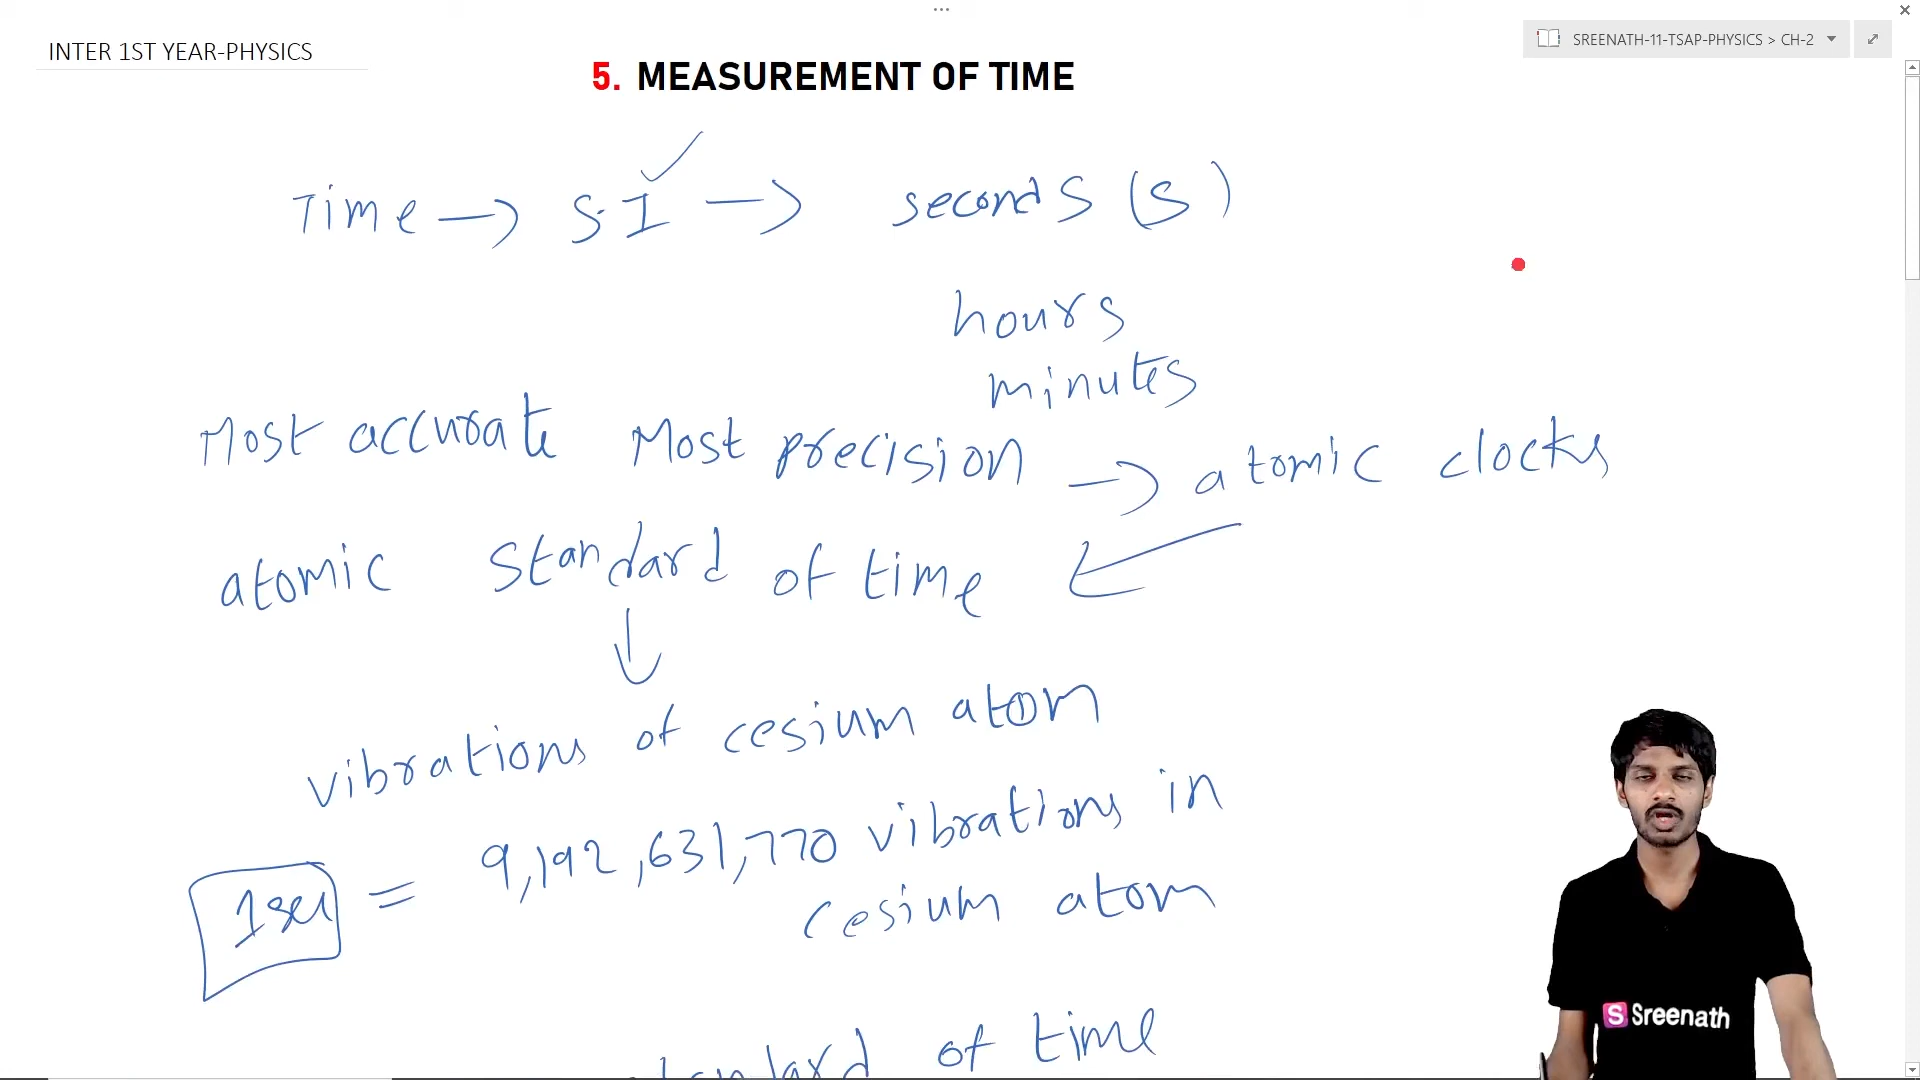 INTER 1ST YEAR-PHYSICS
SREENATH-11-TSAP-PHYSICS > CH-2
5. MEASUREMENT OF TIME
Time → S.I → seconds (s)
hours
minutes
Most accurate Most precision → atomic clocks
atomic standard of time
vibrations of cesium atom
1sec = 9,192,631,770 vibrations in
cesium atom
standard of time
S Sreenath